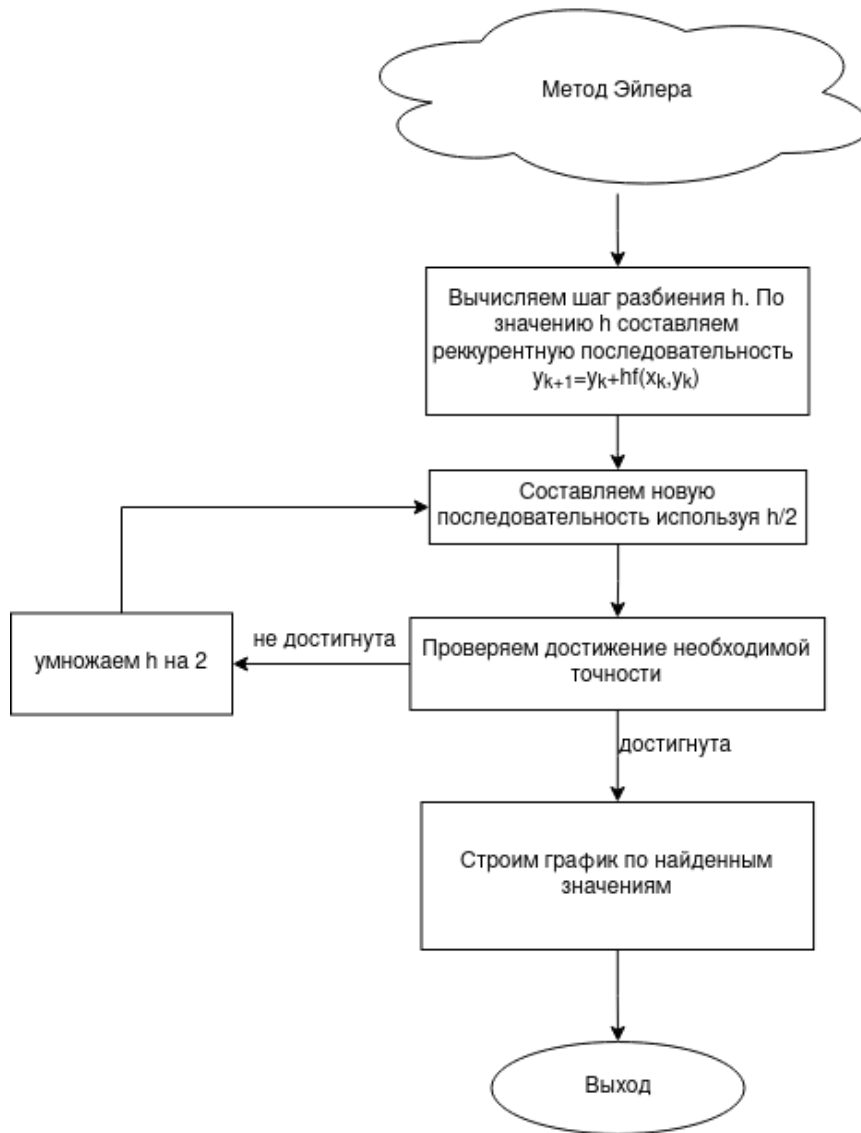 Метод Эйлера
Вычисляем шаг разбиения h. По
значению h составляем
реккурентную последовательность
yk+1=yk+hf(xk,yk)
Составляем новую
последовательность используя h/2
не достигнута
умножаем h на 2
Проверяем достижение необходимой
точности
достигнута
Строим график по найденным
значениям
Выход